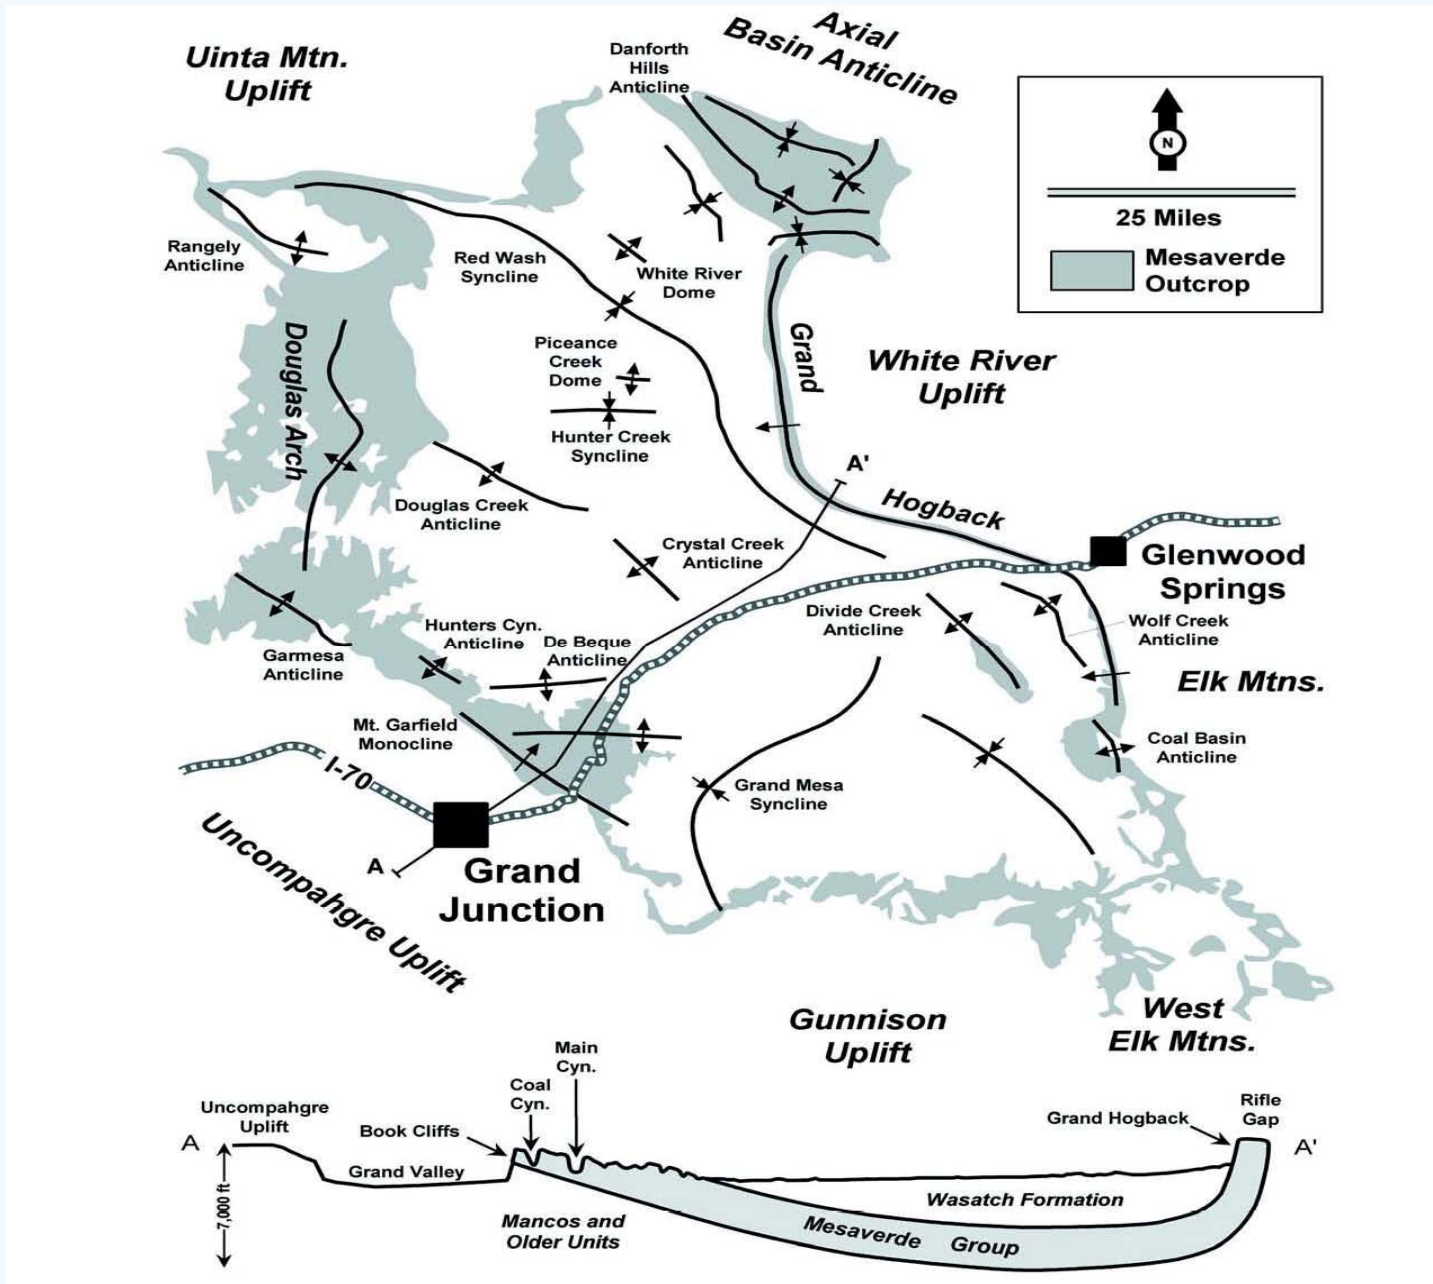 Uinta Mtn.
Uplift
Danforth
Hills
Anticline
Axial
Basin Anticline
N
25 Miles
Mesaverde
Outcrop
Rangely
Anticline
Red Wash
Syncline
White River
Dome
Douglas Arch
Piceance
Creek
Dome
Hunter Creek
Syncline
Grand
Hogback
White River
Uplift
A'
Douglas Creek
Anticline
Crystal Creek
Anticline
Glenwood
Springs
Divide Creek
Anticline
Wolf Creek
Anticline
Elk Mtns.
Garmesa
Anticline
Hunters Cyn.
Anticline
De Beque
Anticline
Mt. Garfield
Monocline
Coal Basin
Anticline
I-70
Grand Mesa
Syncline
A
Grand
Junction
Uncompahgre Uplift
Gunnison
Uplift
West
Elk Mtns.
Main
Cyn.
Coal
Cyn.
Uncompahgre
Uplift
Book Cliffs
Grand Hogback
Rifle
Gap
A
A'
Grand Valley
7,000 ft
Wasatch Formation
Mancos and
Older Units
Mesaverde Group